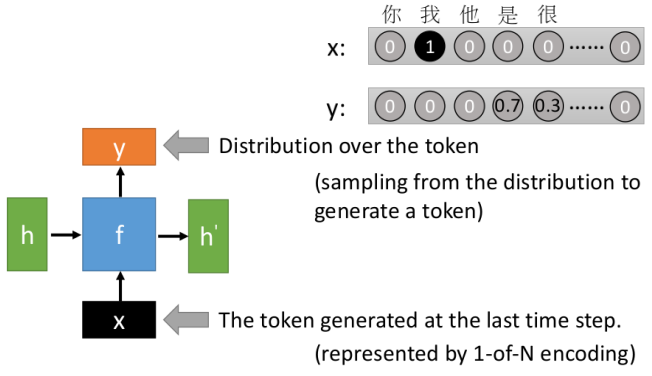 你 我 他 是 很
x: 0 1 0 0 0 …… 0
y: 0 0 0 0.7 0.3 …… 0
y Distribution over the token
(sampling from the distribution to
generate a token)
h f h'
x The token generated at the last time step.
(represented by 1-of-N encoding)